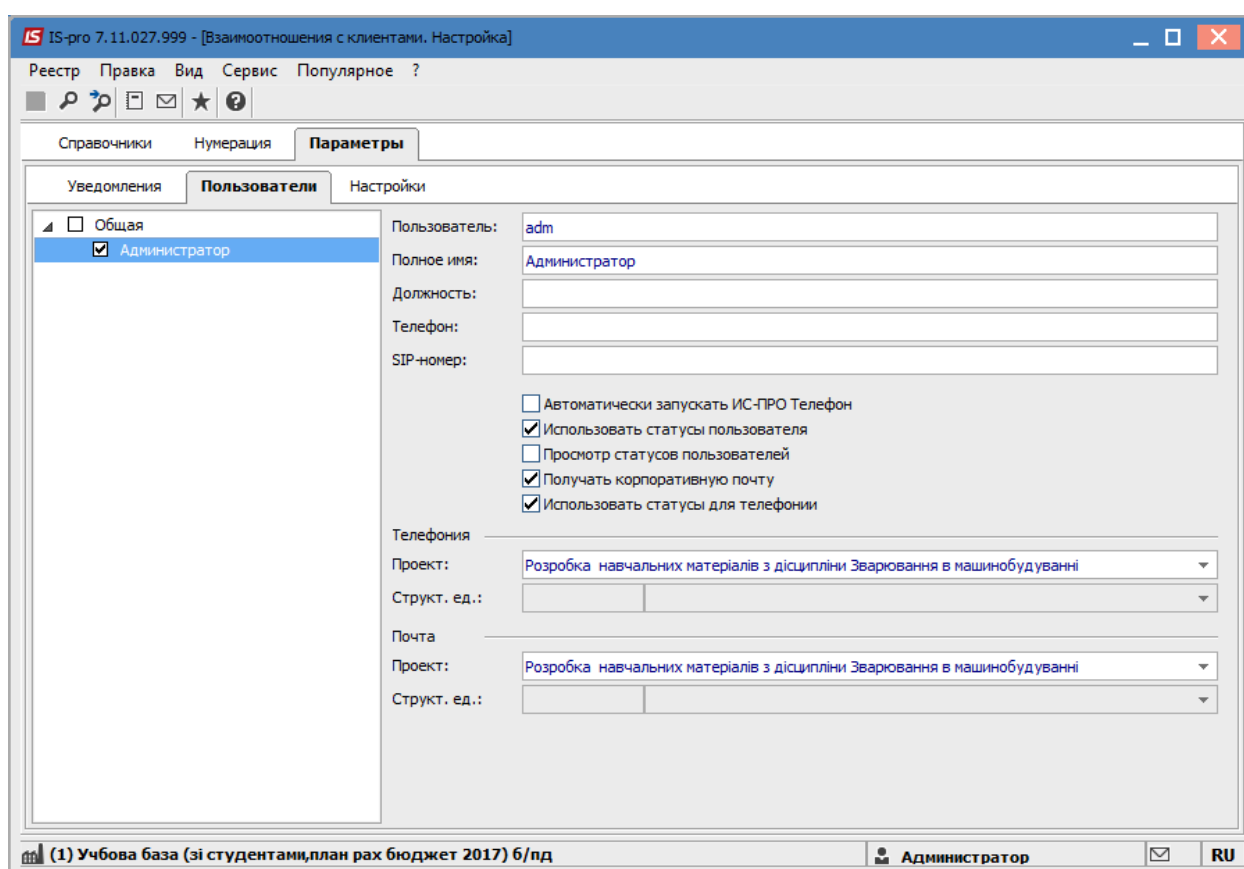 IS-pro 7.11.027.999 - [Взаимоотношения с клиентами. Настройка]
Реестр Правка Вид Сервис Популярное ?
Справочники Нумерация Параметры
Уведомления Пользователи Настройки
Общая
Администратор
Пользователь: adm
Полное имя: Администратор
Должность:
Телефон:
SIP-номер:
Автоматически запускать ИС-ПРО Телефон
Использовать статусы пользователя
Просмотр статусов пользователей
Получать корпоративную почту
Использовать статусы для телефонии
Телефония
Проект: Розробка навчальних матеріалів з дісципліни Зварювання в машинобудуванні
Структ. ед.:
Почта
Проект: Розробка навчальних матеріалів з дісципліни Зварювання в машинобудуванні
Структ. ед.:
(1) Учбова база (зі студентами,план рах бюджет 2017) б/пд Администратор RU